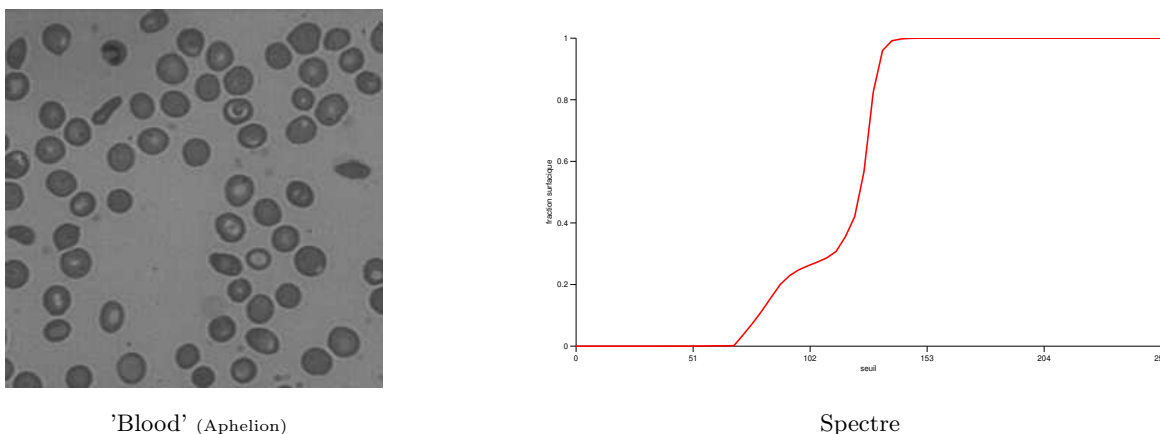 1
0.8
0.6
0.4
0.2
0
fraction surfacique
0 51 102 153 204
seuil
'Blood' (Aphelion)
Spectre